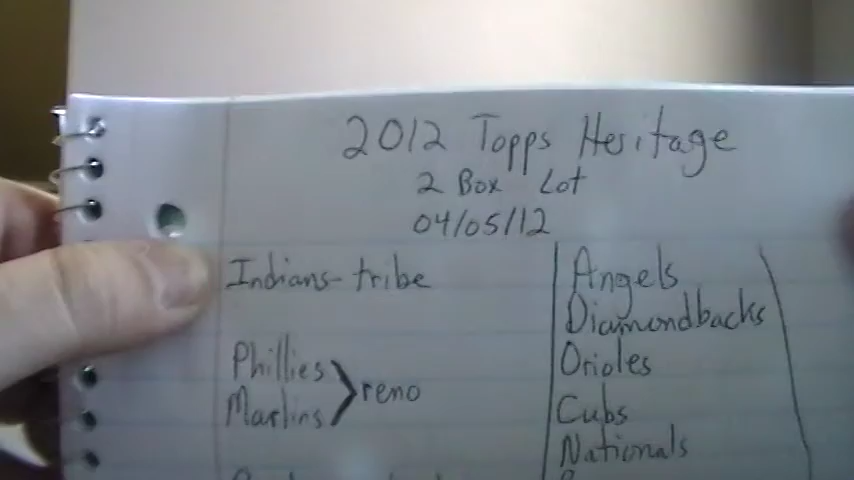 2012 Topps Heritage
2 Box Lot
04/05/12
Indians- tribe
Phillies
Marlins
reno
Angels
Diamondbacks
Orioles
Cubs
Nationals